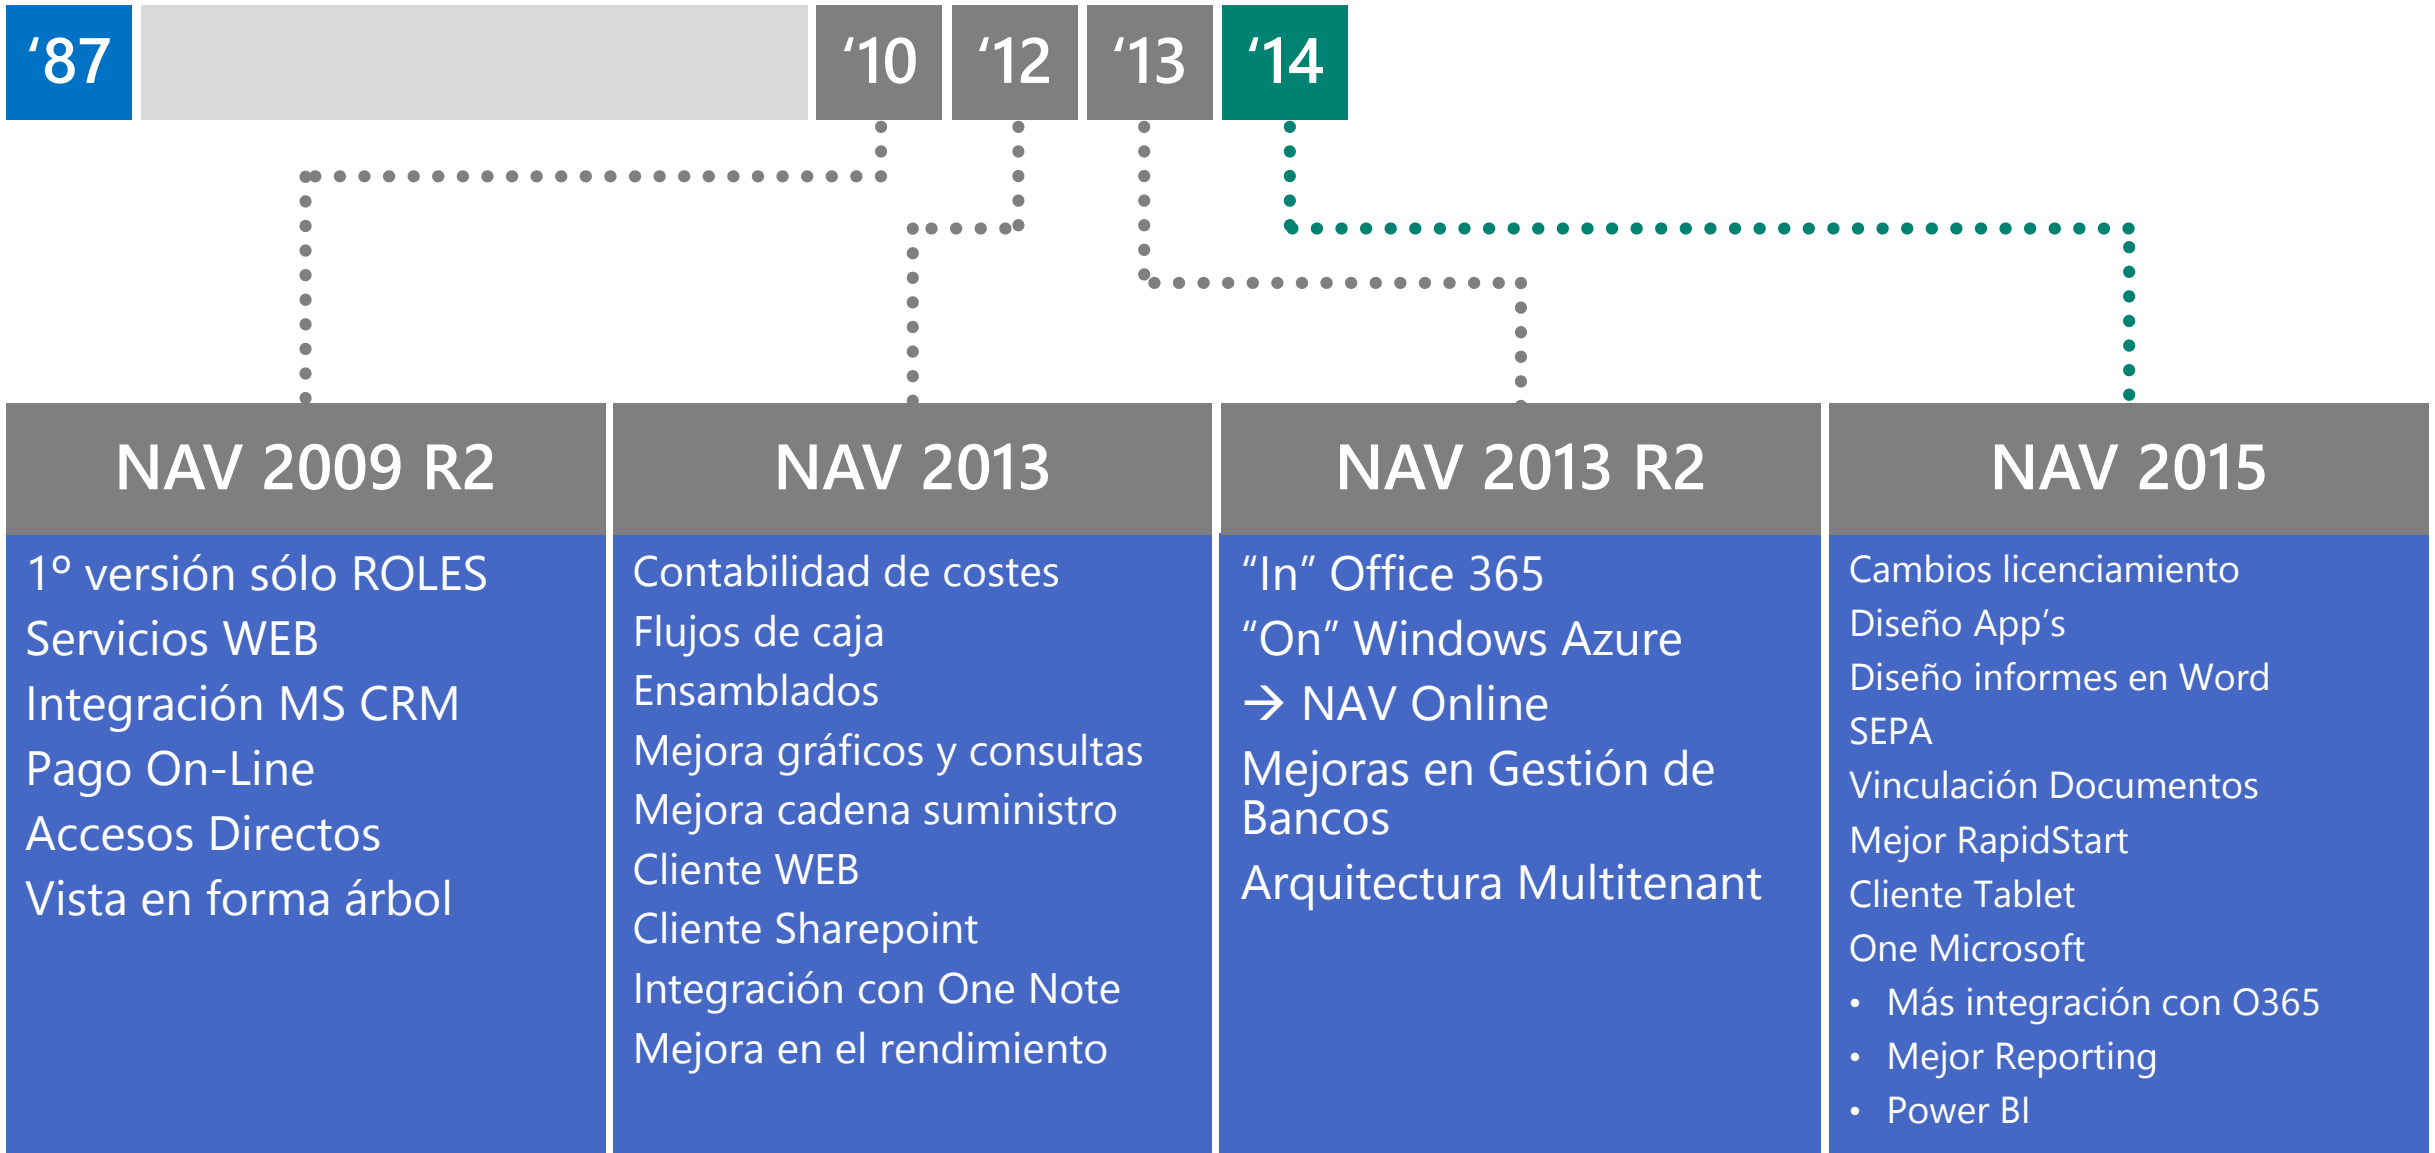 ‘87
‘10
‘12
‘13
‘14
NAV 2009 R2
1º versión sólo ROLES
Servicios WEB
Integración MS CRM
Pago On-Line
Accesos Directos
Vista en forma árbol
NAV 2013
Contabilidad de costes
Flujos de caja
Ensamblados
Mejora gráficos y consultas
Mejora cadena suministro
Cliente WEB
Cliente Sharepoint
Integración con One Note
Mejora en el rendimiento
NAV 2013 R2
“In” Office 365
“On” Windows Azure
→ NAV Online
Mejoras en Gestión de
Bancos
Arquitectura Multitenant
NAV 2015
Cambios licenciamiento
Diseño App’s
Diseño informes en Word
SEPA
Vinculación Documentos
Mejor RapidStart
Cliente Tablet
One Microsoft
• Más integración con O365
• Mejor Reporting
• Power BI